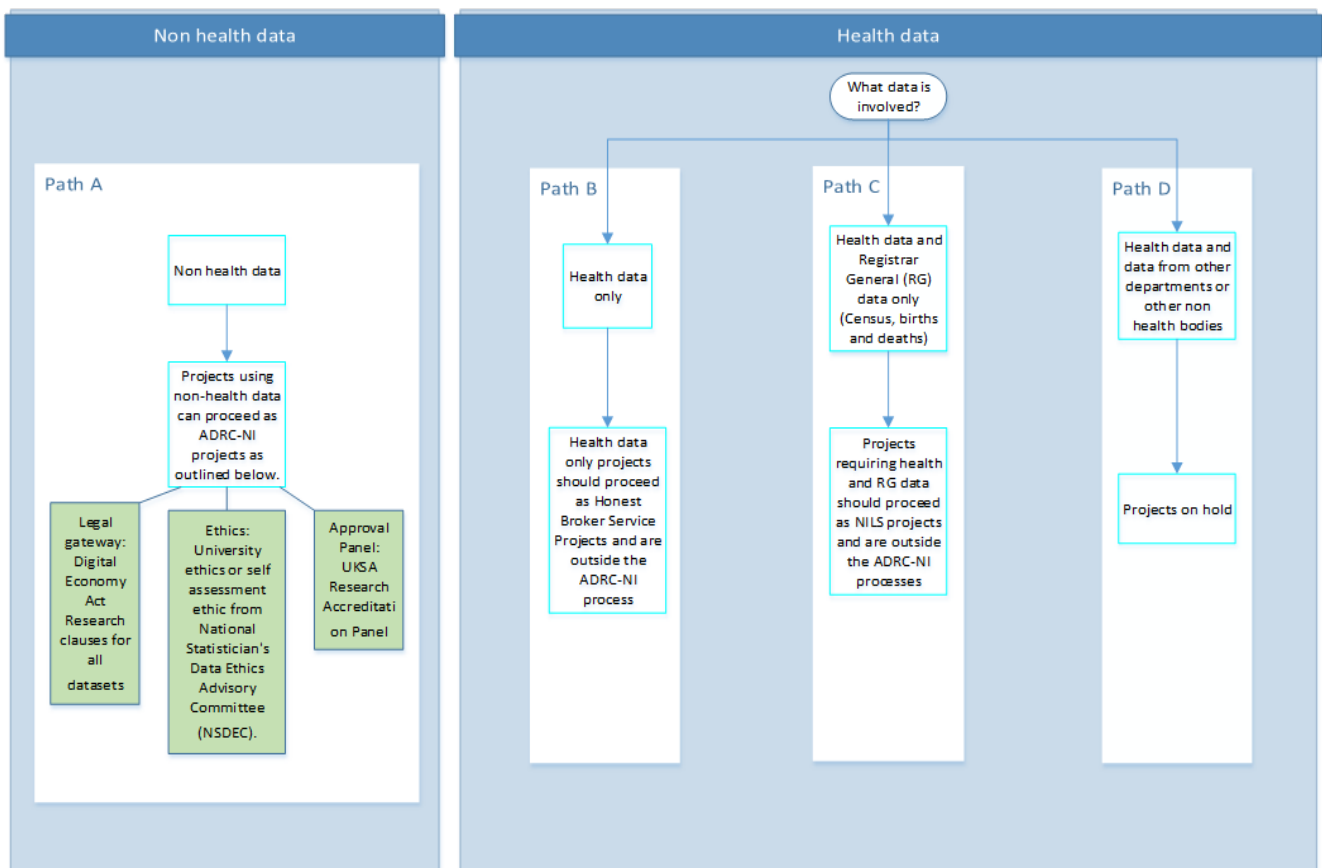 Non health data
Path A
Non health data
Projects using
non-health data
can proceed as
ADRC-NI
projects as
outlined below.
Legal
gateway:
Digital
Economy
Act
Research
clauses for
all
datasets
Ethics:
University
ethics or self
assessment
ethic from
National
Statistician's
Data Ethics
Advisory
Committee
(NSDEC).
Approval
Panel:
UKSA
Research
Accreditati
on Panel
Health data
What data is
involved?
Path B
Health data
only
Health data
only projects
should proceed
as Honest
Broker Service
Projects and are
outside the
ADRC-NI
process
Path C
Health data and
Registrar
General (RG)
data only
(Census, births
and deaths)
Projects
requiring health
and RG data
should proceed
as NILS projects
and are outside
the ADRC-NI
processes
Path D
Health data and
data from other
departments or
other non
health bodies
Projects on hold